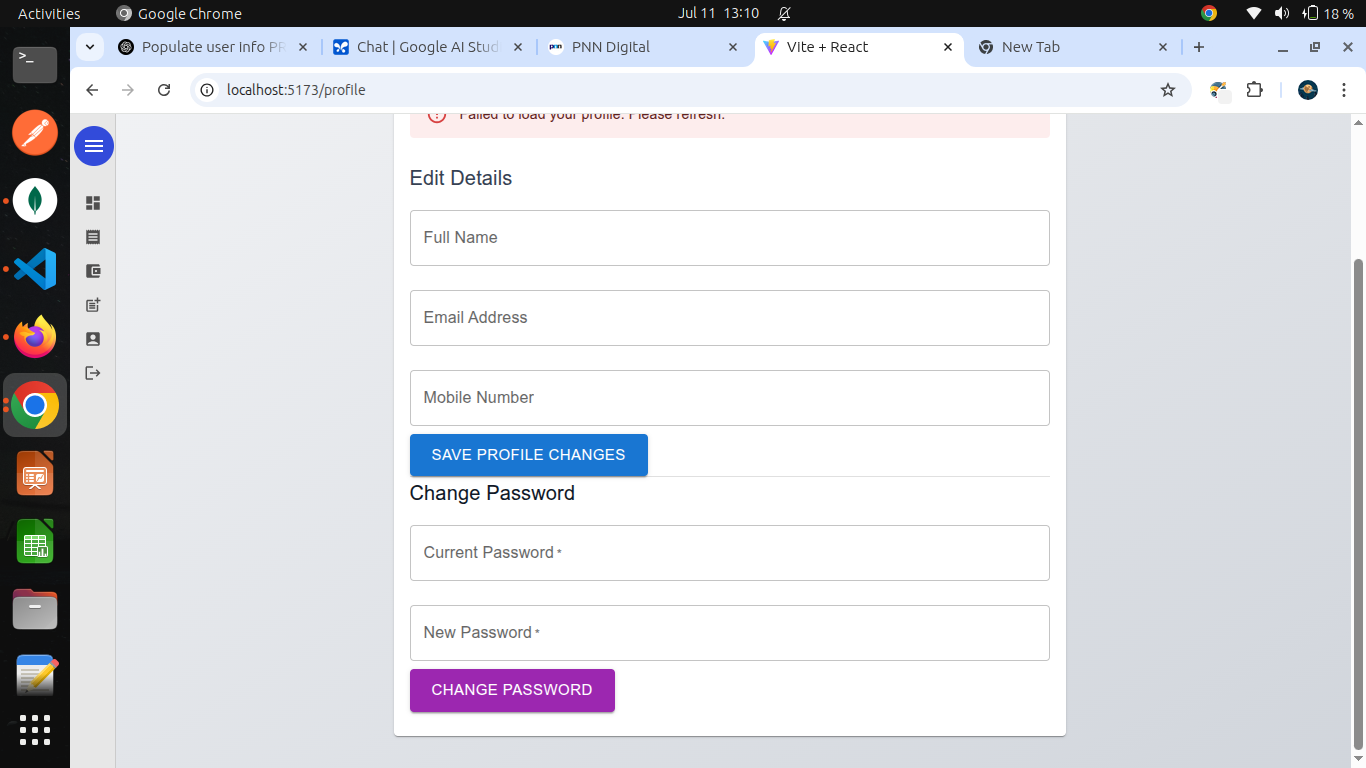 Activities Google Chrome Jul 11 13:10 18 %
Populate user Info PR Chat | Google AI Stud PNN Digital Vite + React New Tab
localhost:5173/profile
Failed to load your profile. Please refresh.
Edit Details
Full Name
Email Address
Mobile Number
SAVE PROFILE CHANGES
Change Password
Current Password *
New Password *
CHANGE PASSWORD